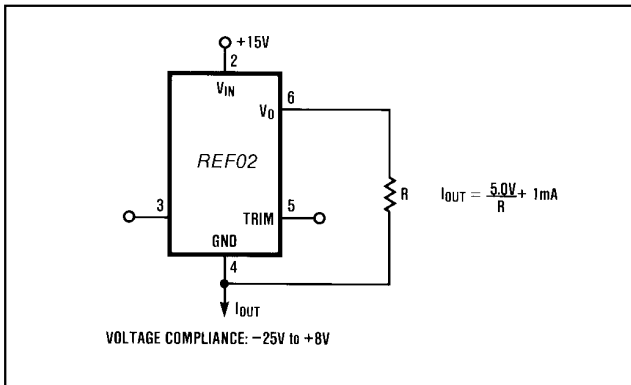 +15V
2
VIN
6
VO
REF02
3
5
TRIM
GND
4
R
IOUT = 5.0V/R + 1mA
IOUT
VOLTAGE COMPLIANCE: −25V to +8V